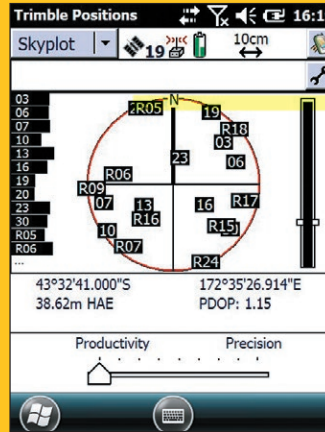 Trimble Positions 16:1
Skyplot 19 10cm
03
06
07
10
13
16
19
20
23
30
R05
R06
...
N
R05
19
R18
03
23
06
R06
R09
07
13
16
R17
R16
10
R15
R07
R24
43°32'41.000"S 172°35'26.914"E
38.62m HAE PDOP: 1.15
Productivity Precision